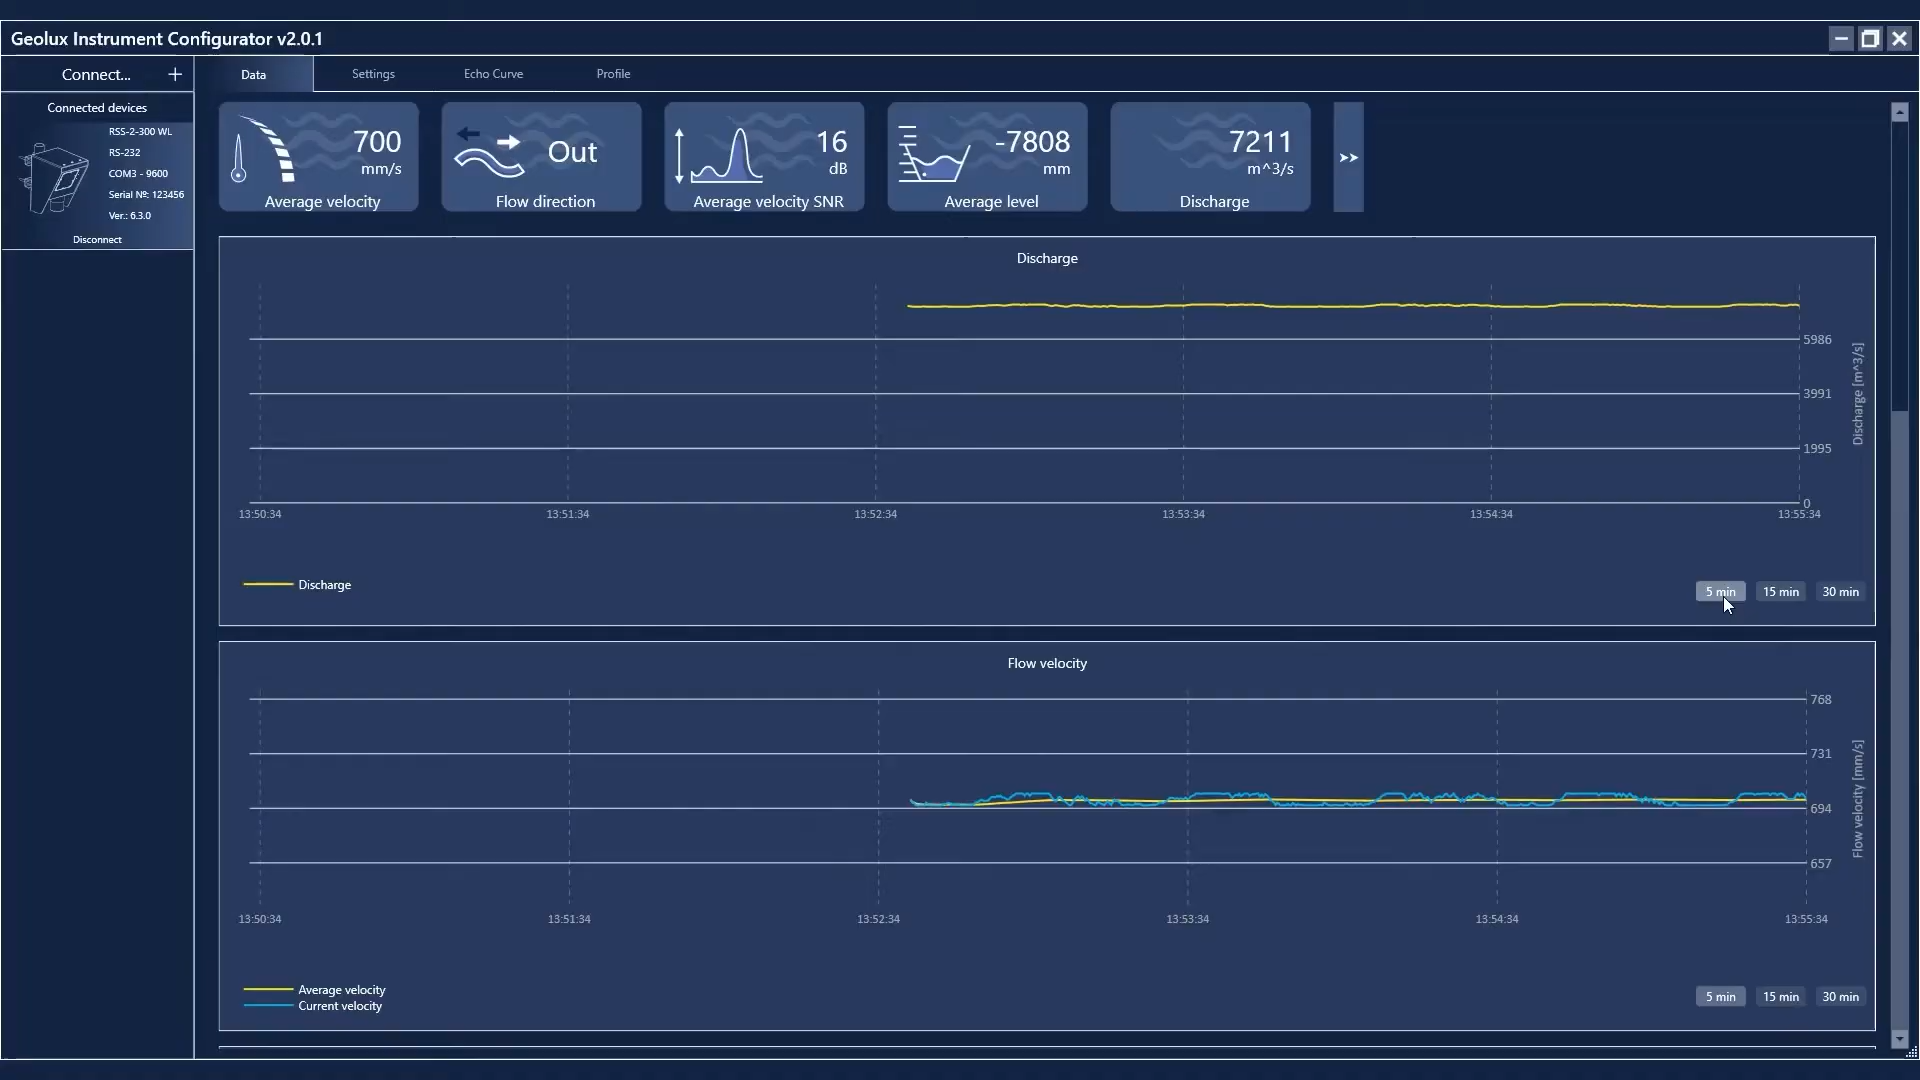 Geolux Instrument Configurator v2.0.1
Connect... +
Data Settings Echo Curve Profile
Connected devices
RSS-2-300 WL
RS-232
COM3 - 9600
Serial Nº: 123456
Ver.: 6.3.0
Disconnect
700
mm/s
Average velocity
Out
Flow direction
16
dB
Average velocity SNR
-7808
mm
Average level
7211
m^3/s
Discharge
>>
Discharge
5986
3991
1995
0
Discharge [m^3/s]
13:50:34 13:51:34 13:52:34 13:53:34 13:54:34 13:55:34
Discharge
5 min 15 min 30 min
Flow velocity
768
731
694
657
Flow velocity [mm/s]
13:50:34 13:51:34 13:52:34 13:53:34 13:54:34 13:55:34
Average velocity
Current velocity
5 min 15 min 30 min